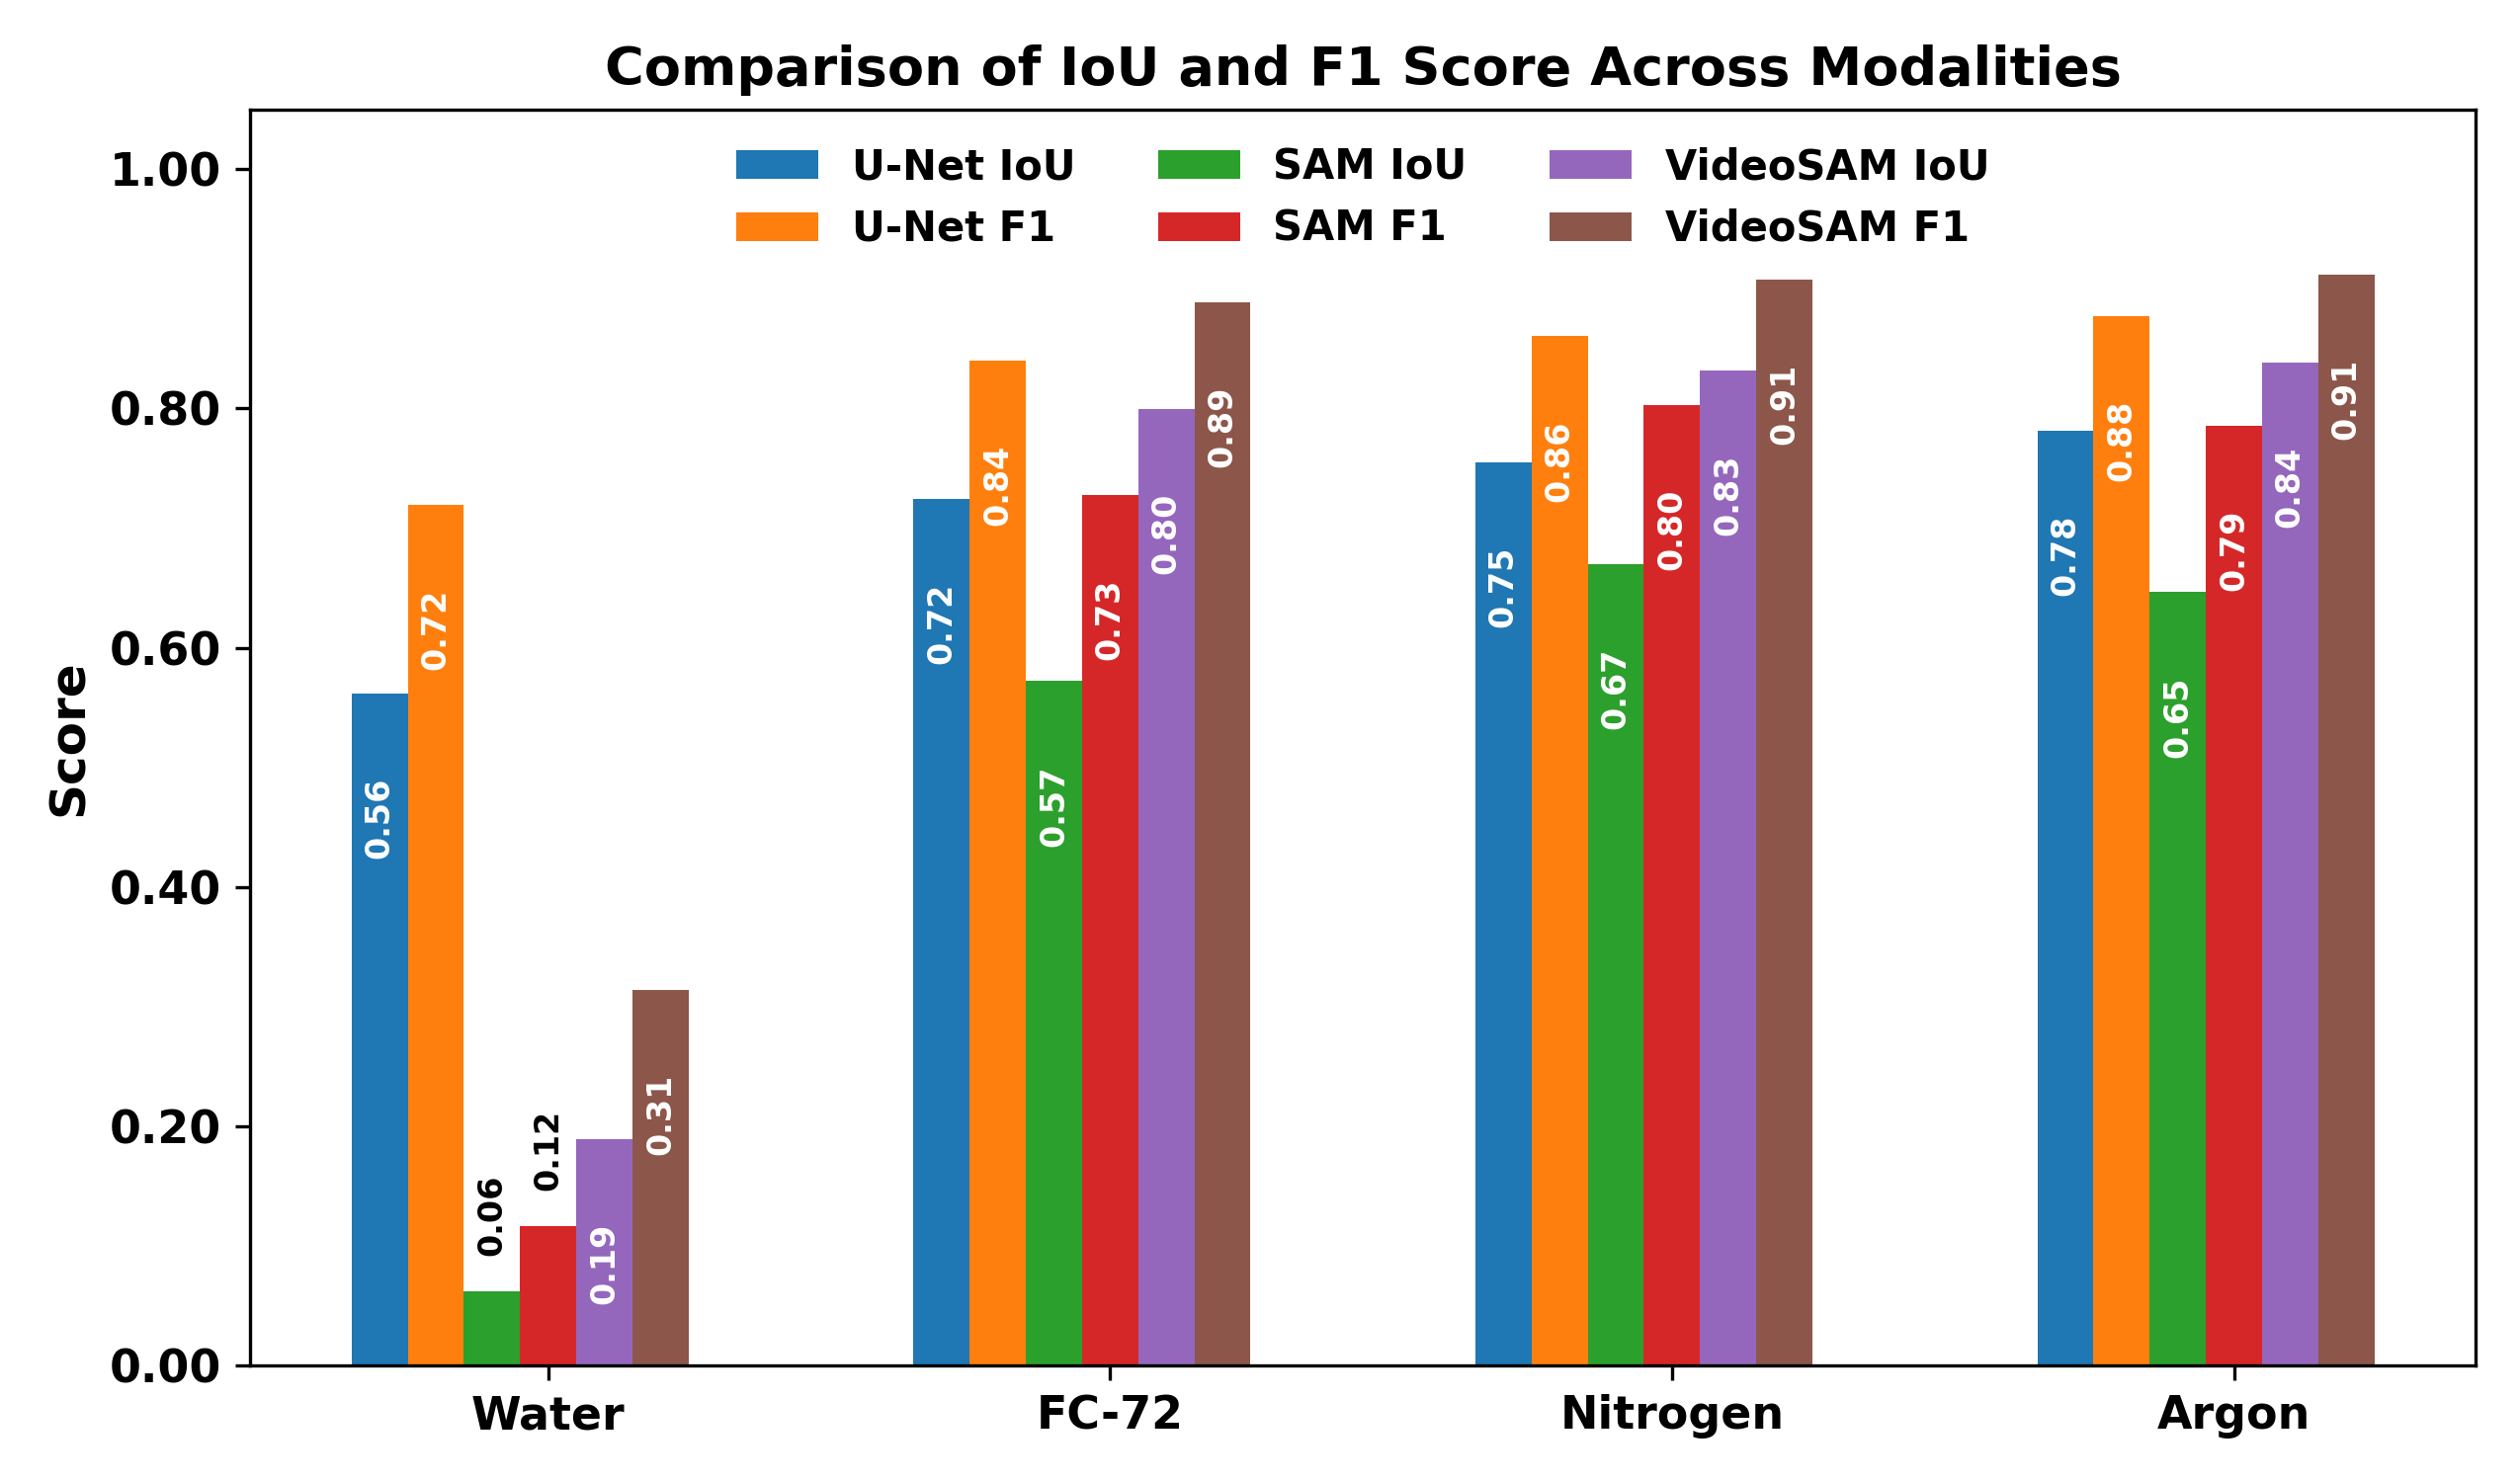 Comparison of IoU and F1 Score Across Modalities
U-Net IoU
U-Net F1
SAM IoU
SAM F1
VideoSAM IoU
VideoSAM F1
Score
1.00
0.80
0.60
0.40
0.20
0.00
0.56
0.72
0.06
0.12
0.19
0.31
0.72
0.84
0.57
0.73
0.80
0.89
0.75
0.86
0.67
0.80
0.83
0.91
0.78
0.88
0.65
0.79
0.84
0.91
Water
FC-72
Nitrogen
Argon